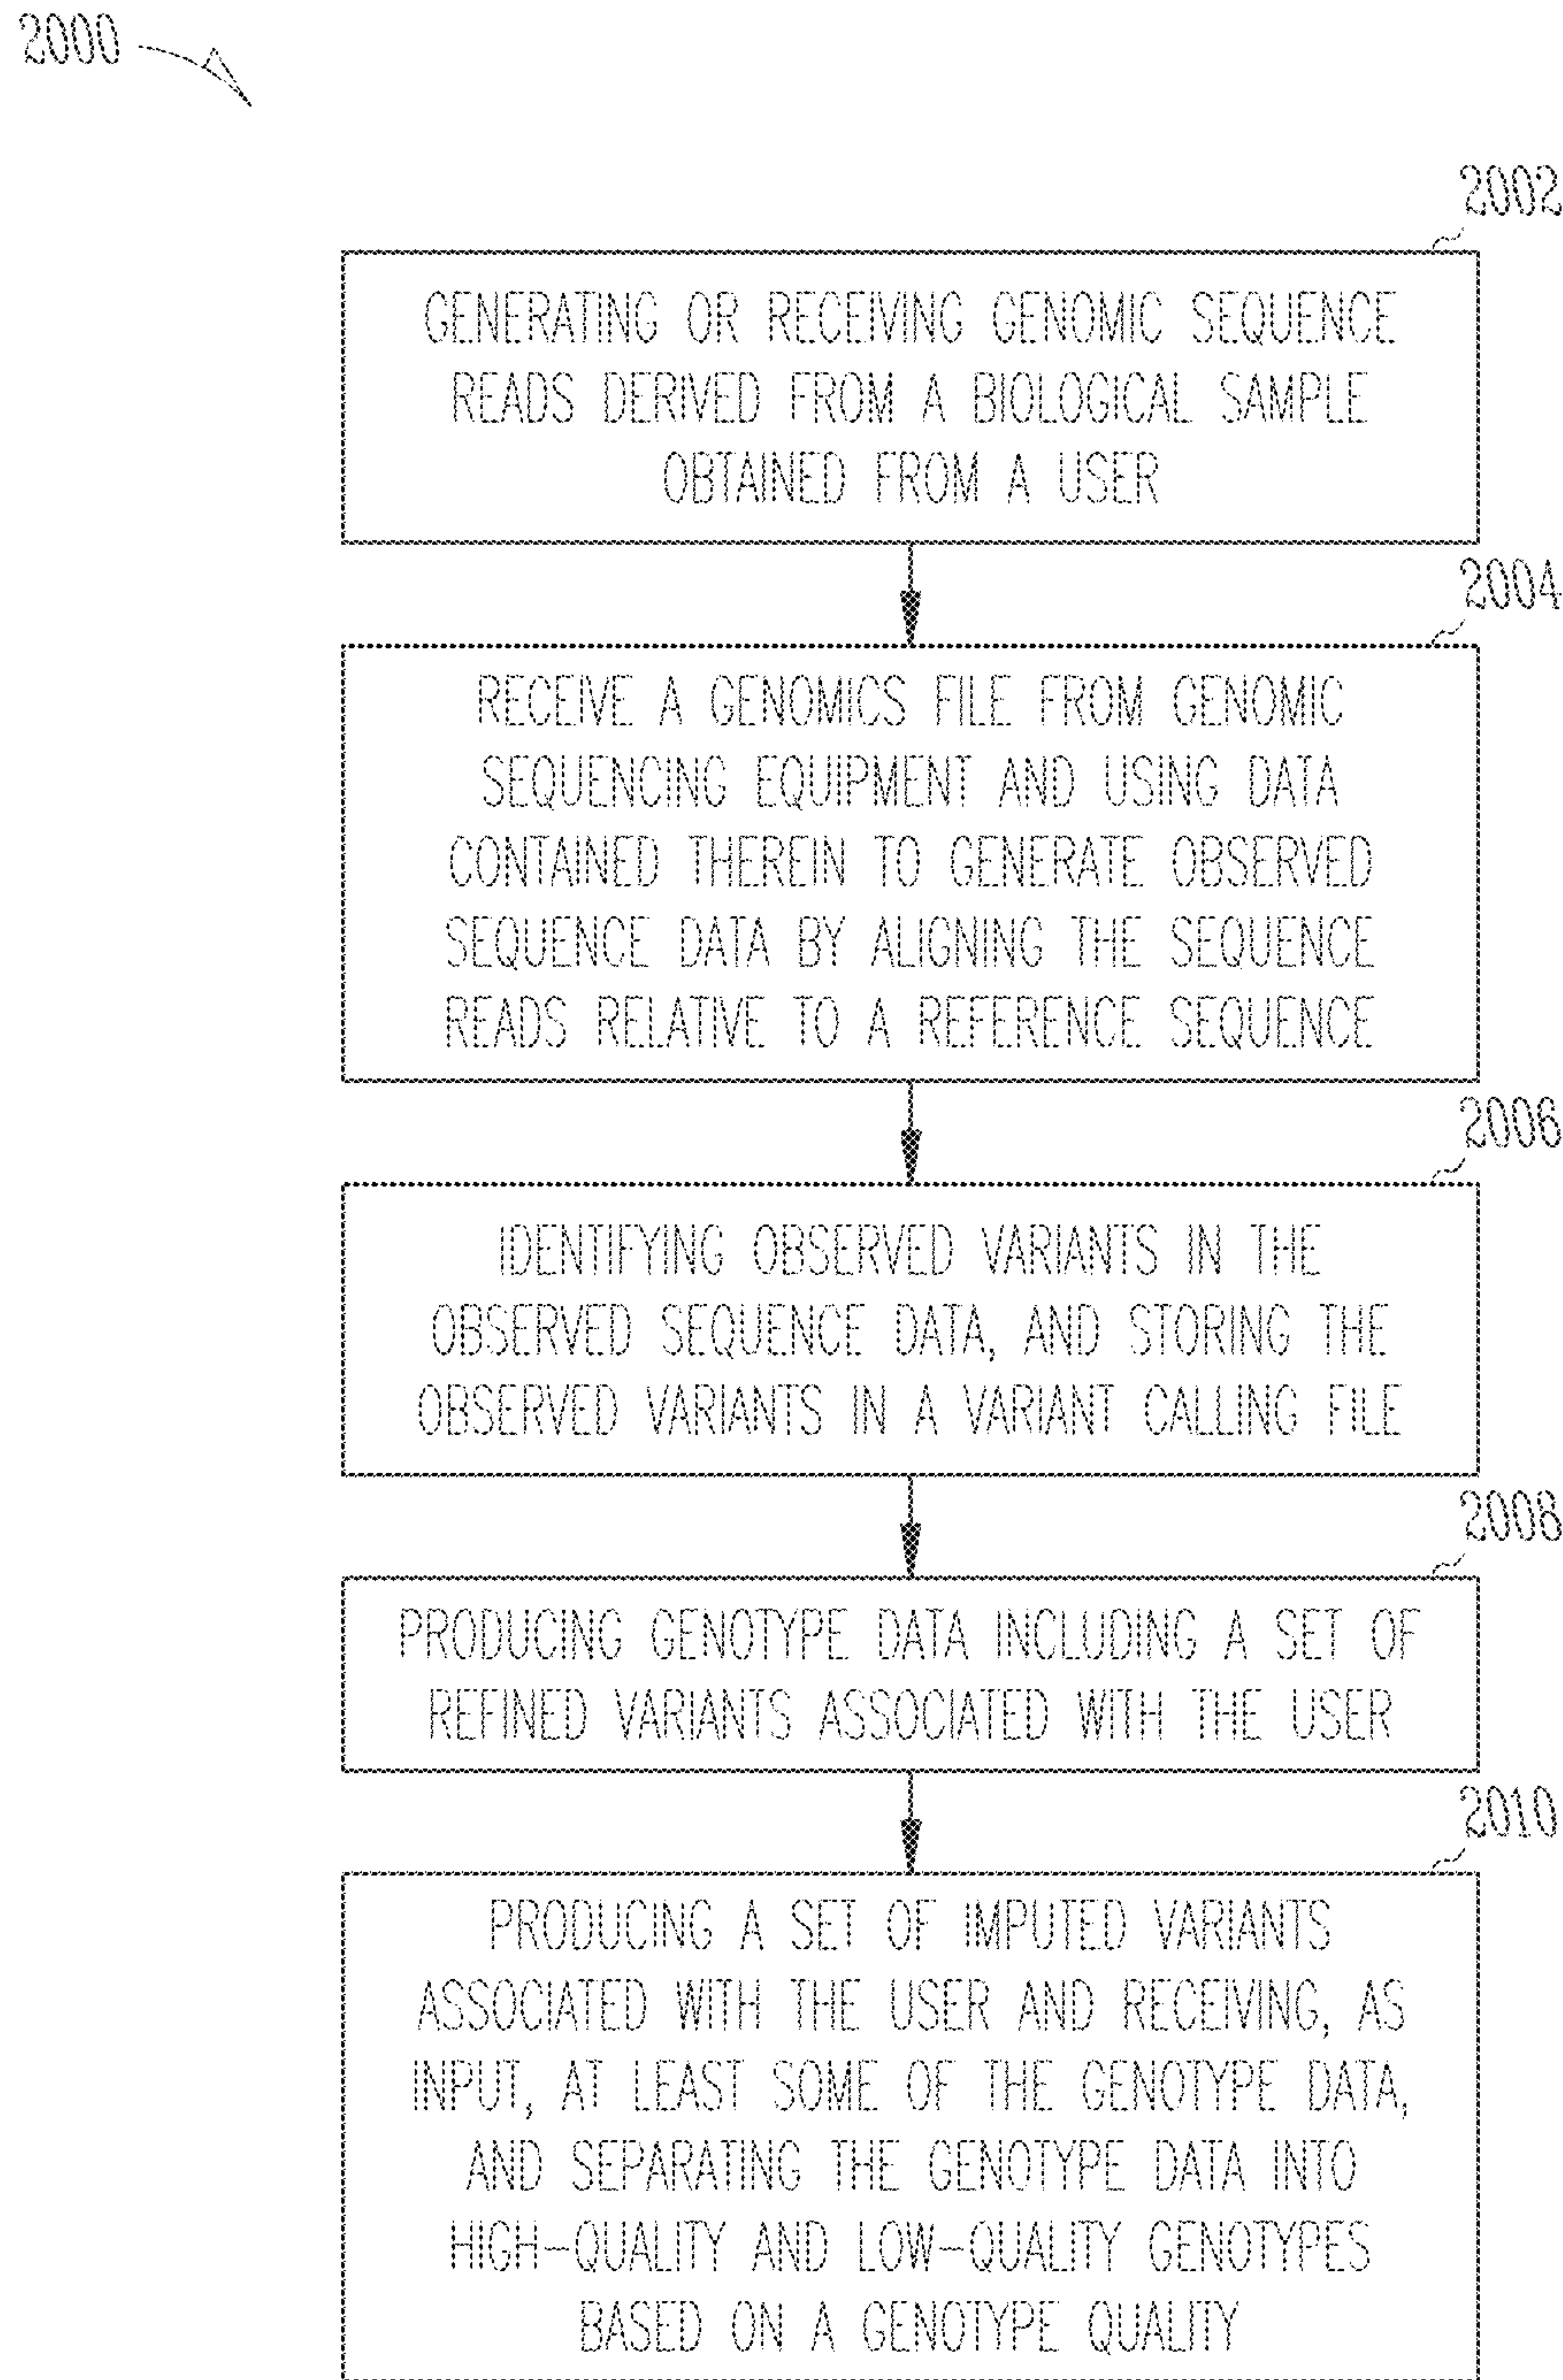 2000
2002
GENERATING OR RECEIVING GENOMIC SEQUENCE
READS DERIVED FROM A BIOLOGICAL SAMPLE
OBTAINED FROM A USER
2004
RECEIVE A GENOMICS FILE FROM GENOMIC
SEQUENCING EQUIPMENT AND USING DATA
CONTAINED THEREIN TO GENERATE OBSERVED
SEQUENCE DATA BY ALIGNING THE SEQUENCE
READS RELATIVE TO A REFERENCE SEQUENCE
2006
IDENTIFYING OBSERVED VARIANTS IN THE
OBSERVED SEQUENCE DATA, AND STORING THE
OBSERVED VARIANTS IN A VARIANT CALLING FILE
2008
PRODUCING GENOTYPE DATA INCLUDING A SET OF
REFINED VARIANTS ASSOCIATED WITH THE USER
2010
PRODUCING A SET OF IMPUTED VARIANTS
ASSOCIATED WITH THE USER AND RECEIVING, AS
INPUT, AT LEAST SOME OF THE GENOTYPE DATA,
AND SEPARATING THE GENOTYPE DATA INTO
HIGH-QUALITY AND LOW-QUALITY GENOTYPES
BASED ON A GENOTYPE QUALITY